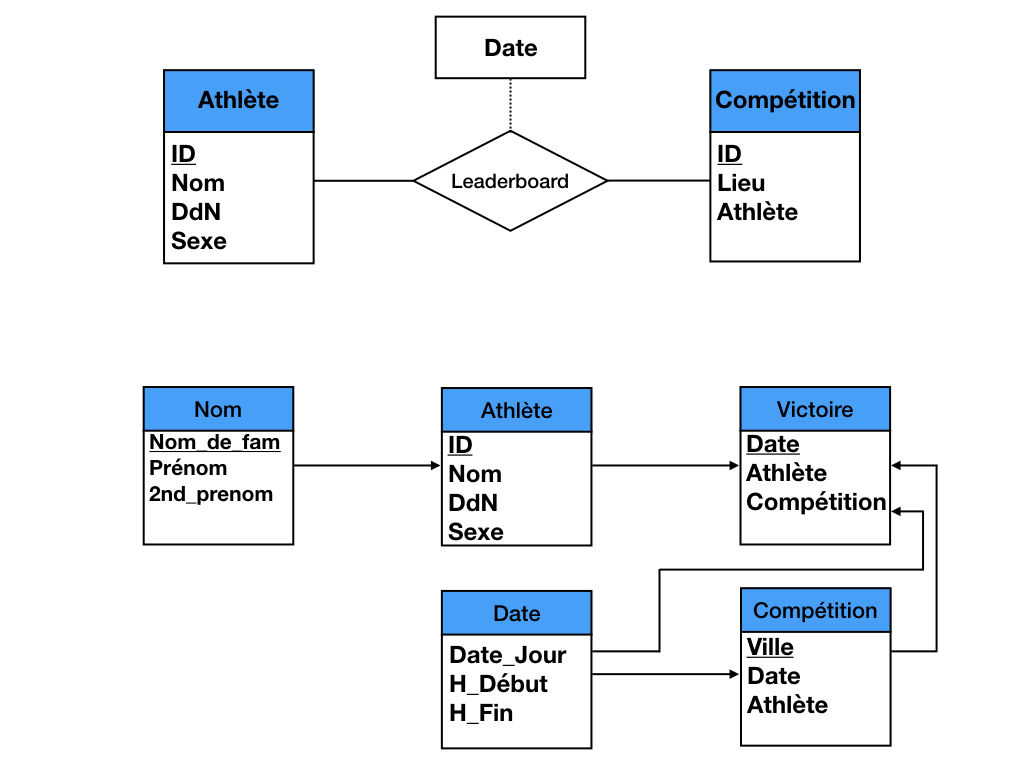 Date
Athlète
ID
Nom
DdN
Sexe
Leaderboard
Compétition
ID
Lieu
Athlète
Nom
Nom_de_fam
Prénom
2nd_prenom
Athlète
ID
Nom
DdN
Sexe
Victoire
Date
Athlète
Compétition
Date
Date_Jour
H_Début
H_Fin
Compétition
Ville
Date
Athlète